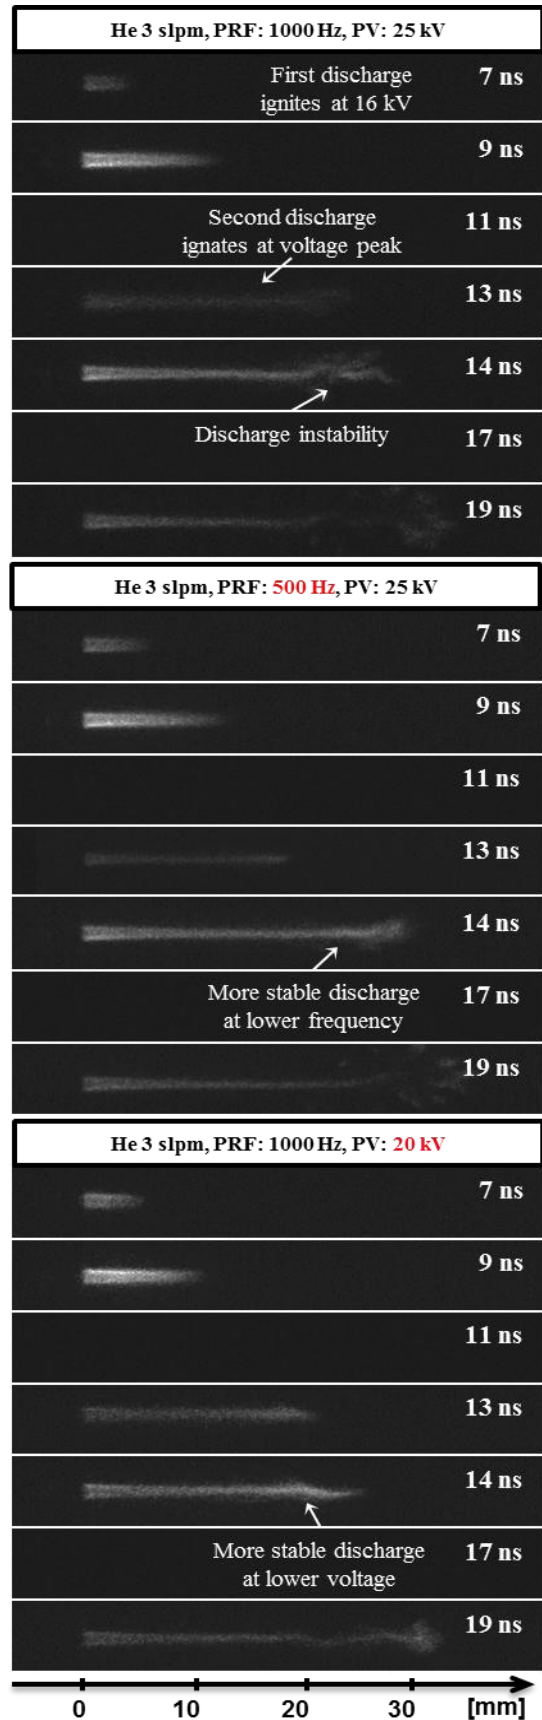 He 3 slpm, PRF: 1000 Hz, PV: 25 kV
First discharge
ignites at 16 kV
7 ns
9 ns
11 ns
Second discharge
ignates at voltage peak
13 ns
14 ns
Discharge instability
17 ns
19 ns
He 3 slpm, PRF: 500 Hz, PV: 25 kV
7 ns
9 ns
11 ns
13 ns
14 ns
More stable discharge
at lower frequency
17 ns
19 ns
He 3 slpm, PRF: 1000 Hz, PV: 20 kV
7 ns
9 ns
11 ns
13 ns
14 ns
More stable discharge
at lower voltage
17 ns
19 ns
0 10 20 30 [mm]